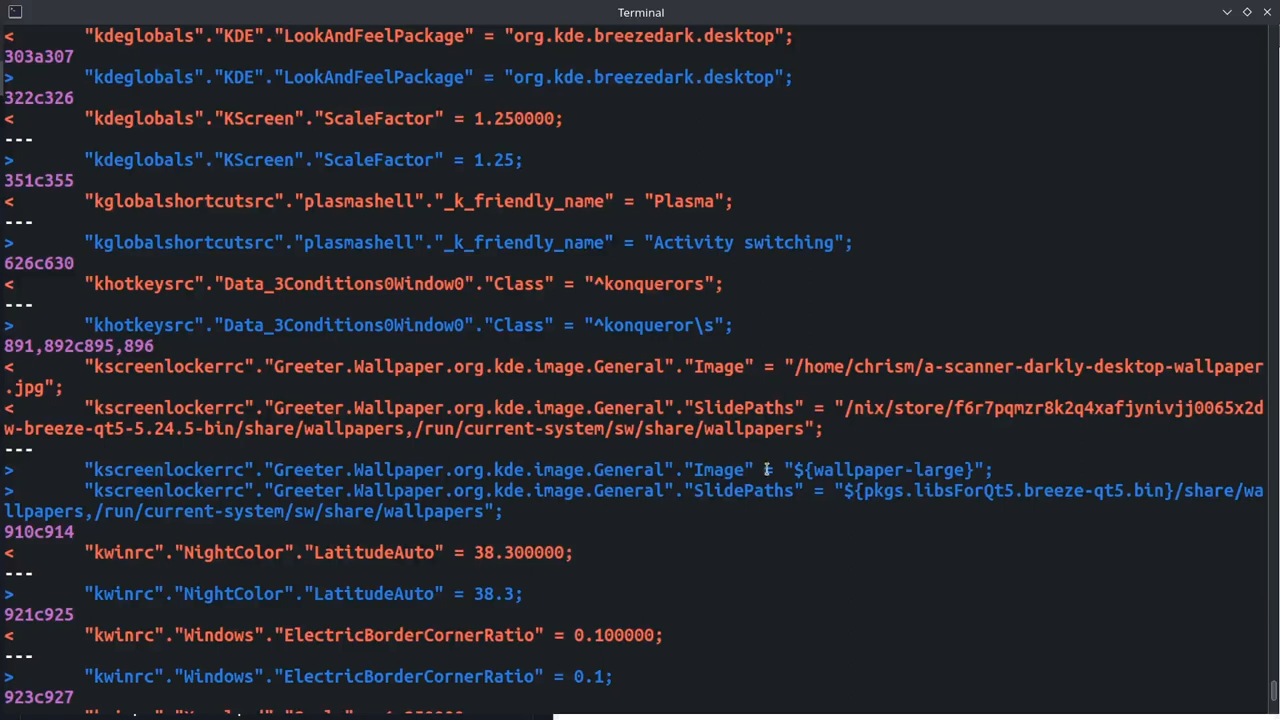 Terminal
<       "kdeglobals"."KDE"."LookAndFeelPackage" = "org.kde.breezedark.desktop";
303a307
>       "kdeglobals"."KDE"."LookAndFeelPackage" = "org.kde.breezedark.desktop";
322c326
<       "kdeglobals"."KScreen"."ScaleFactor" = 1.250000;
---
>       "kdeglobals"."KScreen"."ScaleFactor" = 1.25;
351c355
<       "kglobalshortcutsrc"."plasmashell"."_k_friendly_name" = "Plasma";
---
>       "kglobalshortcutsrc"."plasmashell"."_k_friendly_name" = "Activity switching";
626c630
<       "khotkeysrc"."Data_3Conditions0Window0"."Class" = "^konquerors";
---
>       "khotkeysrc"."Data_3Conditions0Window0"."Class" = "^konqueror\s";
891,892c895,896
<       "kscreenlockerrc"."Greeter.Wallpaper.org.kde.image.General"."Image" = "/home/chrism/a-scanner-darkly-desktop-wallpaper
.jpg";
<       "kscreenlockerrc"."Greeter.Wallpaper.org.kde.image.General"."SlidePaths" = "/nix/store/f6r7pqmzr8k2q4xafjynivjj0065x2d
w-breeze-qt5-5.24.5-bin/share/wallpapers,/run/current-system/sw/share/wallpapers";
---
>       "kscreenlockerrc"."Greeter.Wallpaper.org.kde.image.General"."Image" = "${wallpaper-large}";
>       "kscreenlockerrc"."Greeter.Wallpaper.org.kde.image.General"."SlidePaths" = "${pkgs.libsForQt5.breeze-qt5.bin}/share/wa
llpapers,/run/current-system/sw/share/wallpapers";
910c914
<       "kwinrc"."NightColor"."LatitudeAuto" = 38.300000;
---
>       "kwinrc"."NightColor"."LatitudeAuto" = 38.3;
921c925
<       "kwinrc"."Windows"."ElectricBorderCornerRatio" = 0.100000;
---
>       "kwinrc"."Windows"."ElectricBorderCornerRatio" = 0.1;
923c927